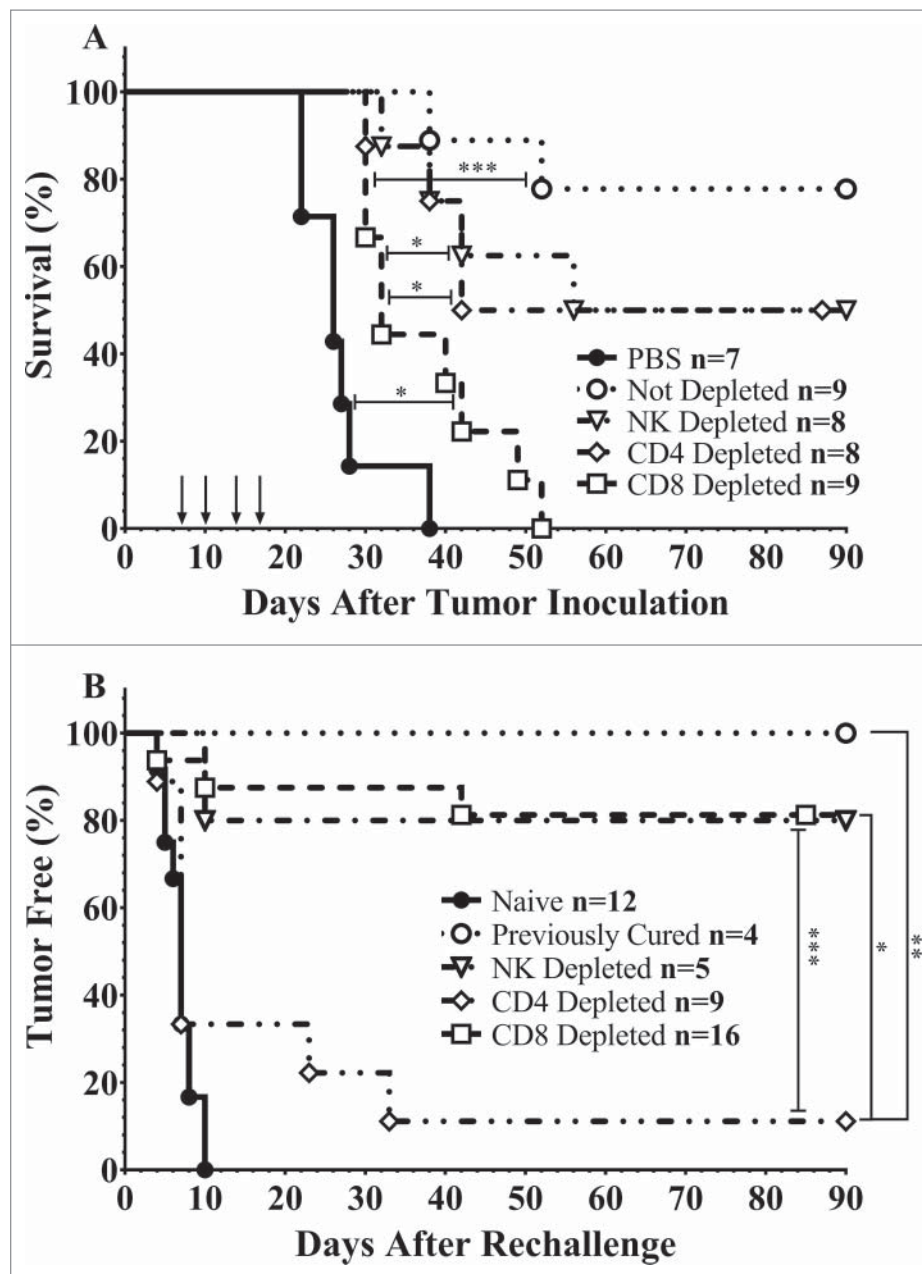 A
100
80
60
40
20
0
Survival (%)
***
*
*
*
PBS n=7
Not Depleted n=9
NK Depleted n=8
CD4 Depleted n=8
CD8 Depleted n=9
0 10 20 30 40 50 60 70 80 90
Days After Tumor Inoculation
B
100
80
60
40
20
0
Tumor Free (%)
Naive n=12
Previously Cured n=4
NK Depleted n=5
CD4 Depleted n=9
CD8 Depleted n=16
***
*
**
0 10 20 30 40 50 60 70 80 90
Days After Rechallenge